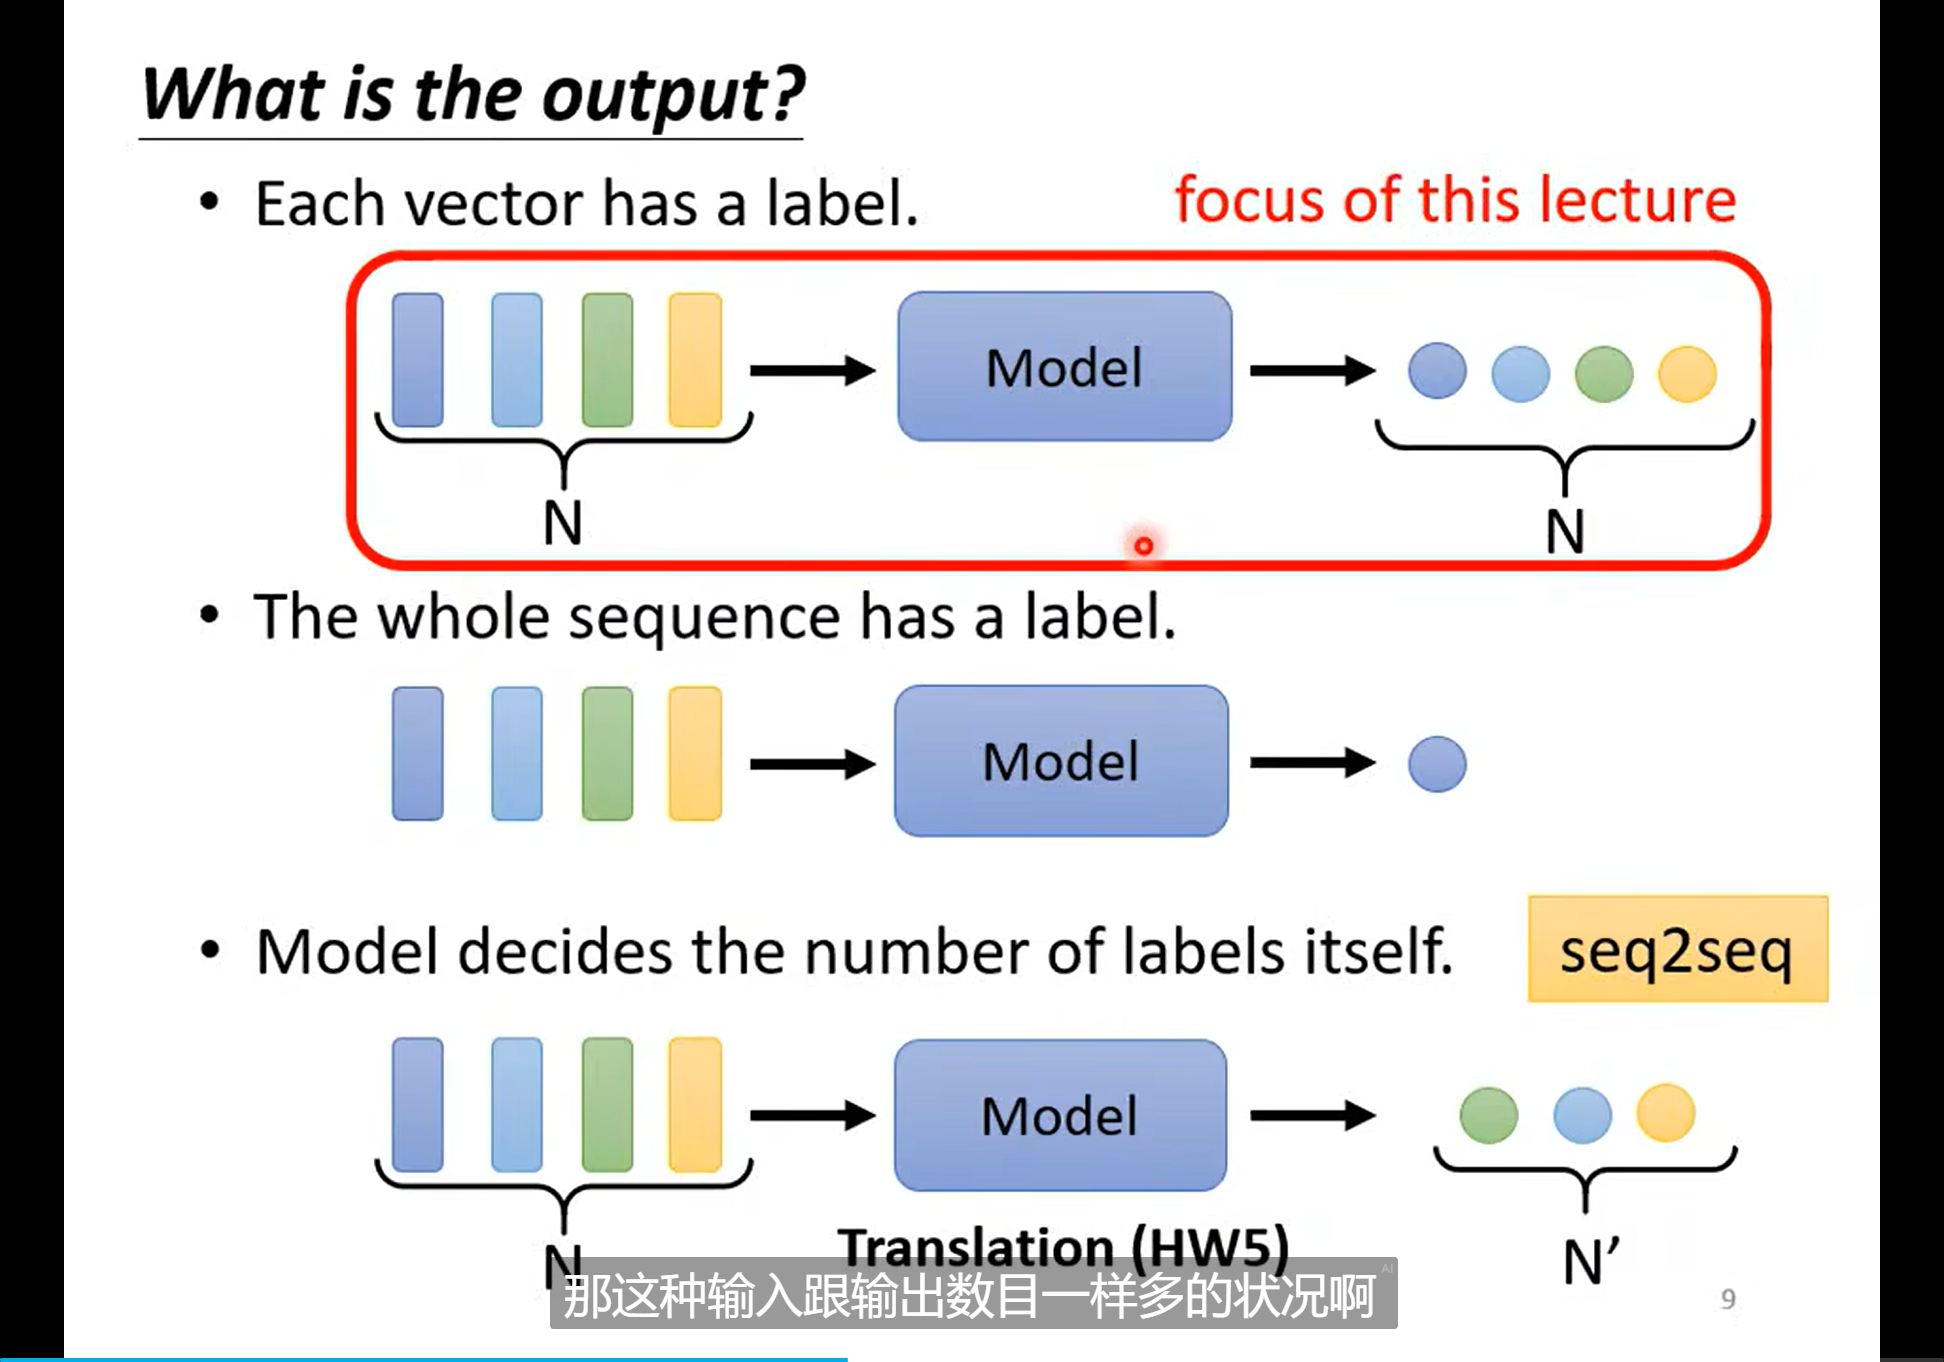 What is the output?
• Each vector has a label.
focus of this lecture
Model
N
N
• The whole sequence has a label.
Model
• Model decides the number of labels itself.
seq2seq
Model
N
Translation (HW5)
N’
AI
那这种输入跟输出数目一样多的状况啊
9